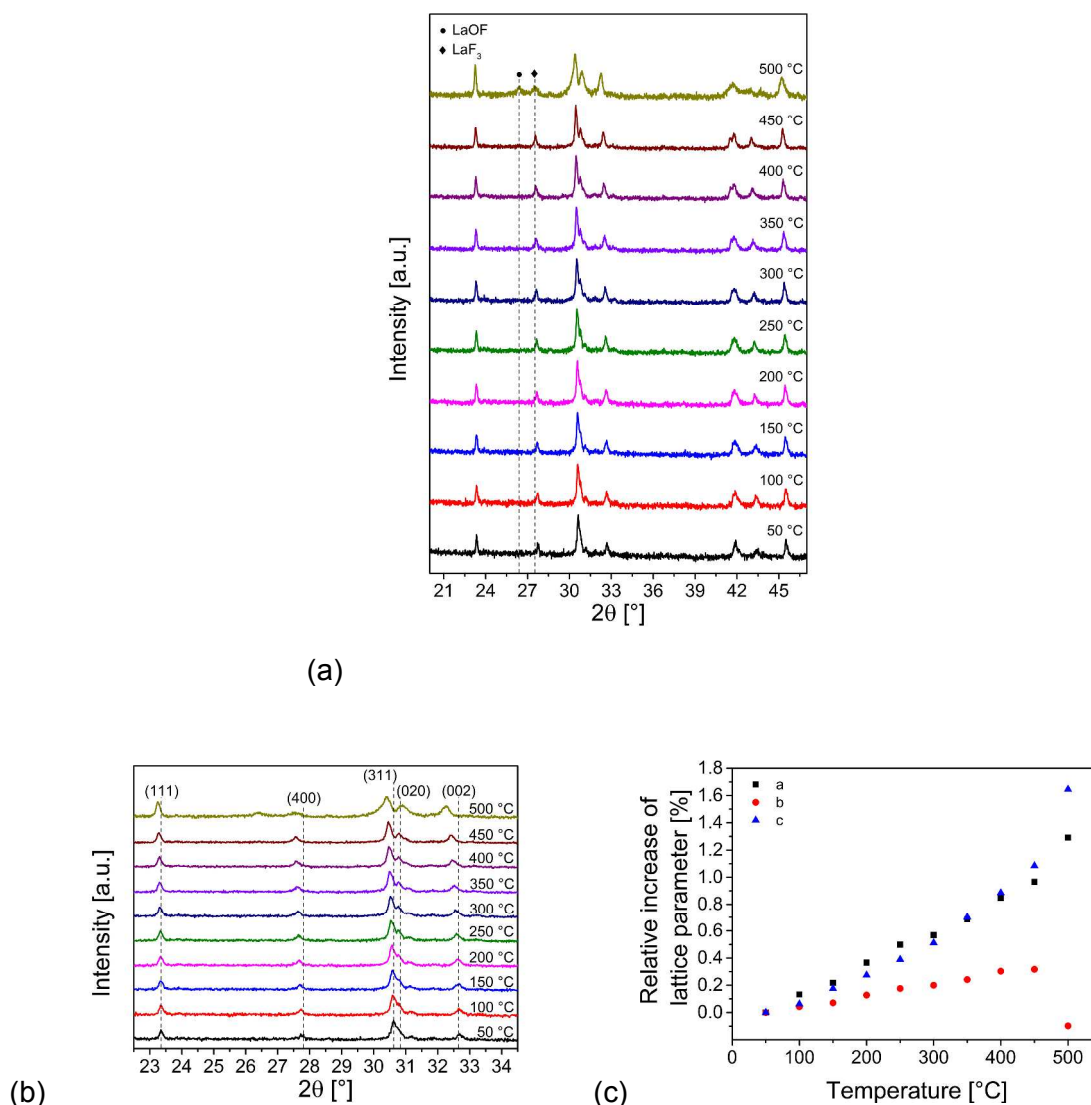 ● LaOF
♦ LaF₃
500 °C
450 °C
400 °C
350 °C
300 °C
250 °C
200 °C
150 °C
100 °C
50 °C
Intensity [a.u.]
21 24 27 30 33 36 39 42 45
2θ [°]
(a)
(111) (400) (311) (020) (002)
500 °C
450 °C
400 °C
350 °C
300 °C
250 °C
200 °C
150 °C
100 °C
50 °C
Intensity [a.u.]
23 24 25 26 27 28 29 30 31 32 33 34
2θ [°]
(b)
■ a
● b
▲ c
1.8
1.6
1.4
1.2
1.0
0.8
0.6
0.4
0.2
0.0
Relative increase of
lattice parameter [%]
0 100 200 300 400 500
Temperature [°C]
(c)